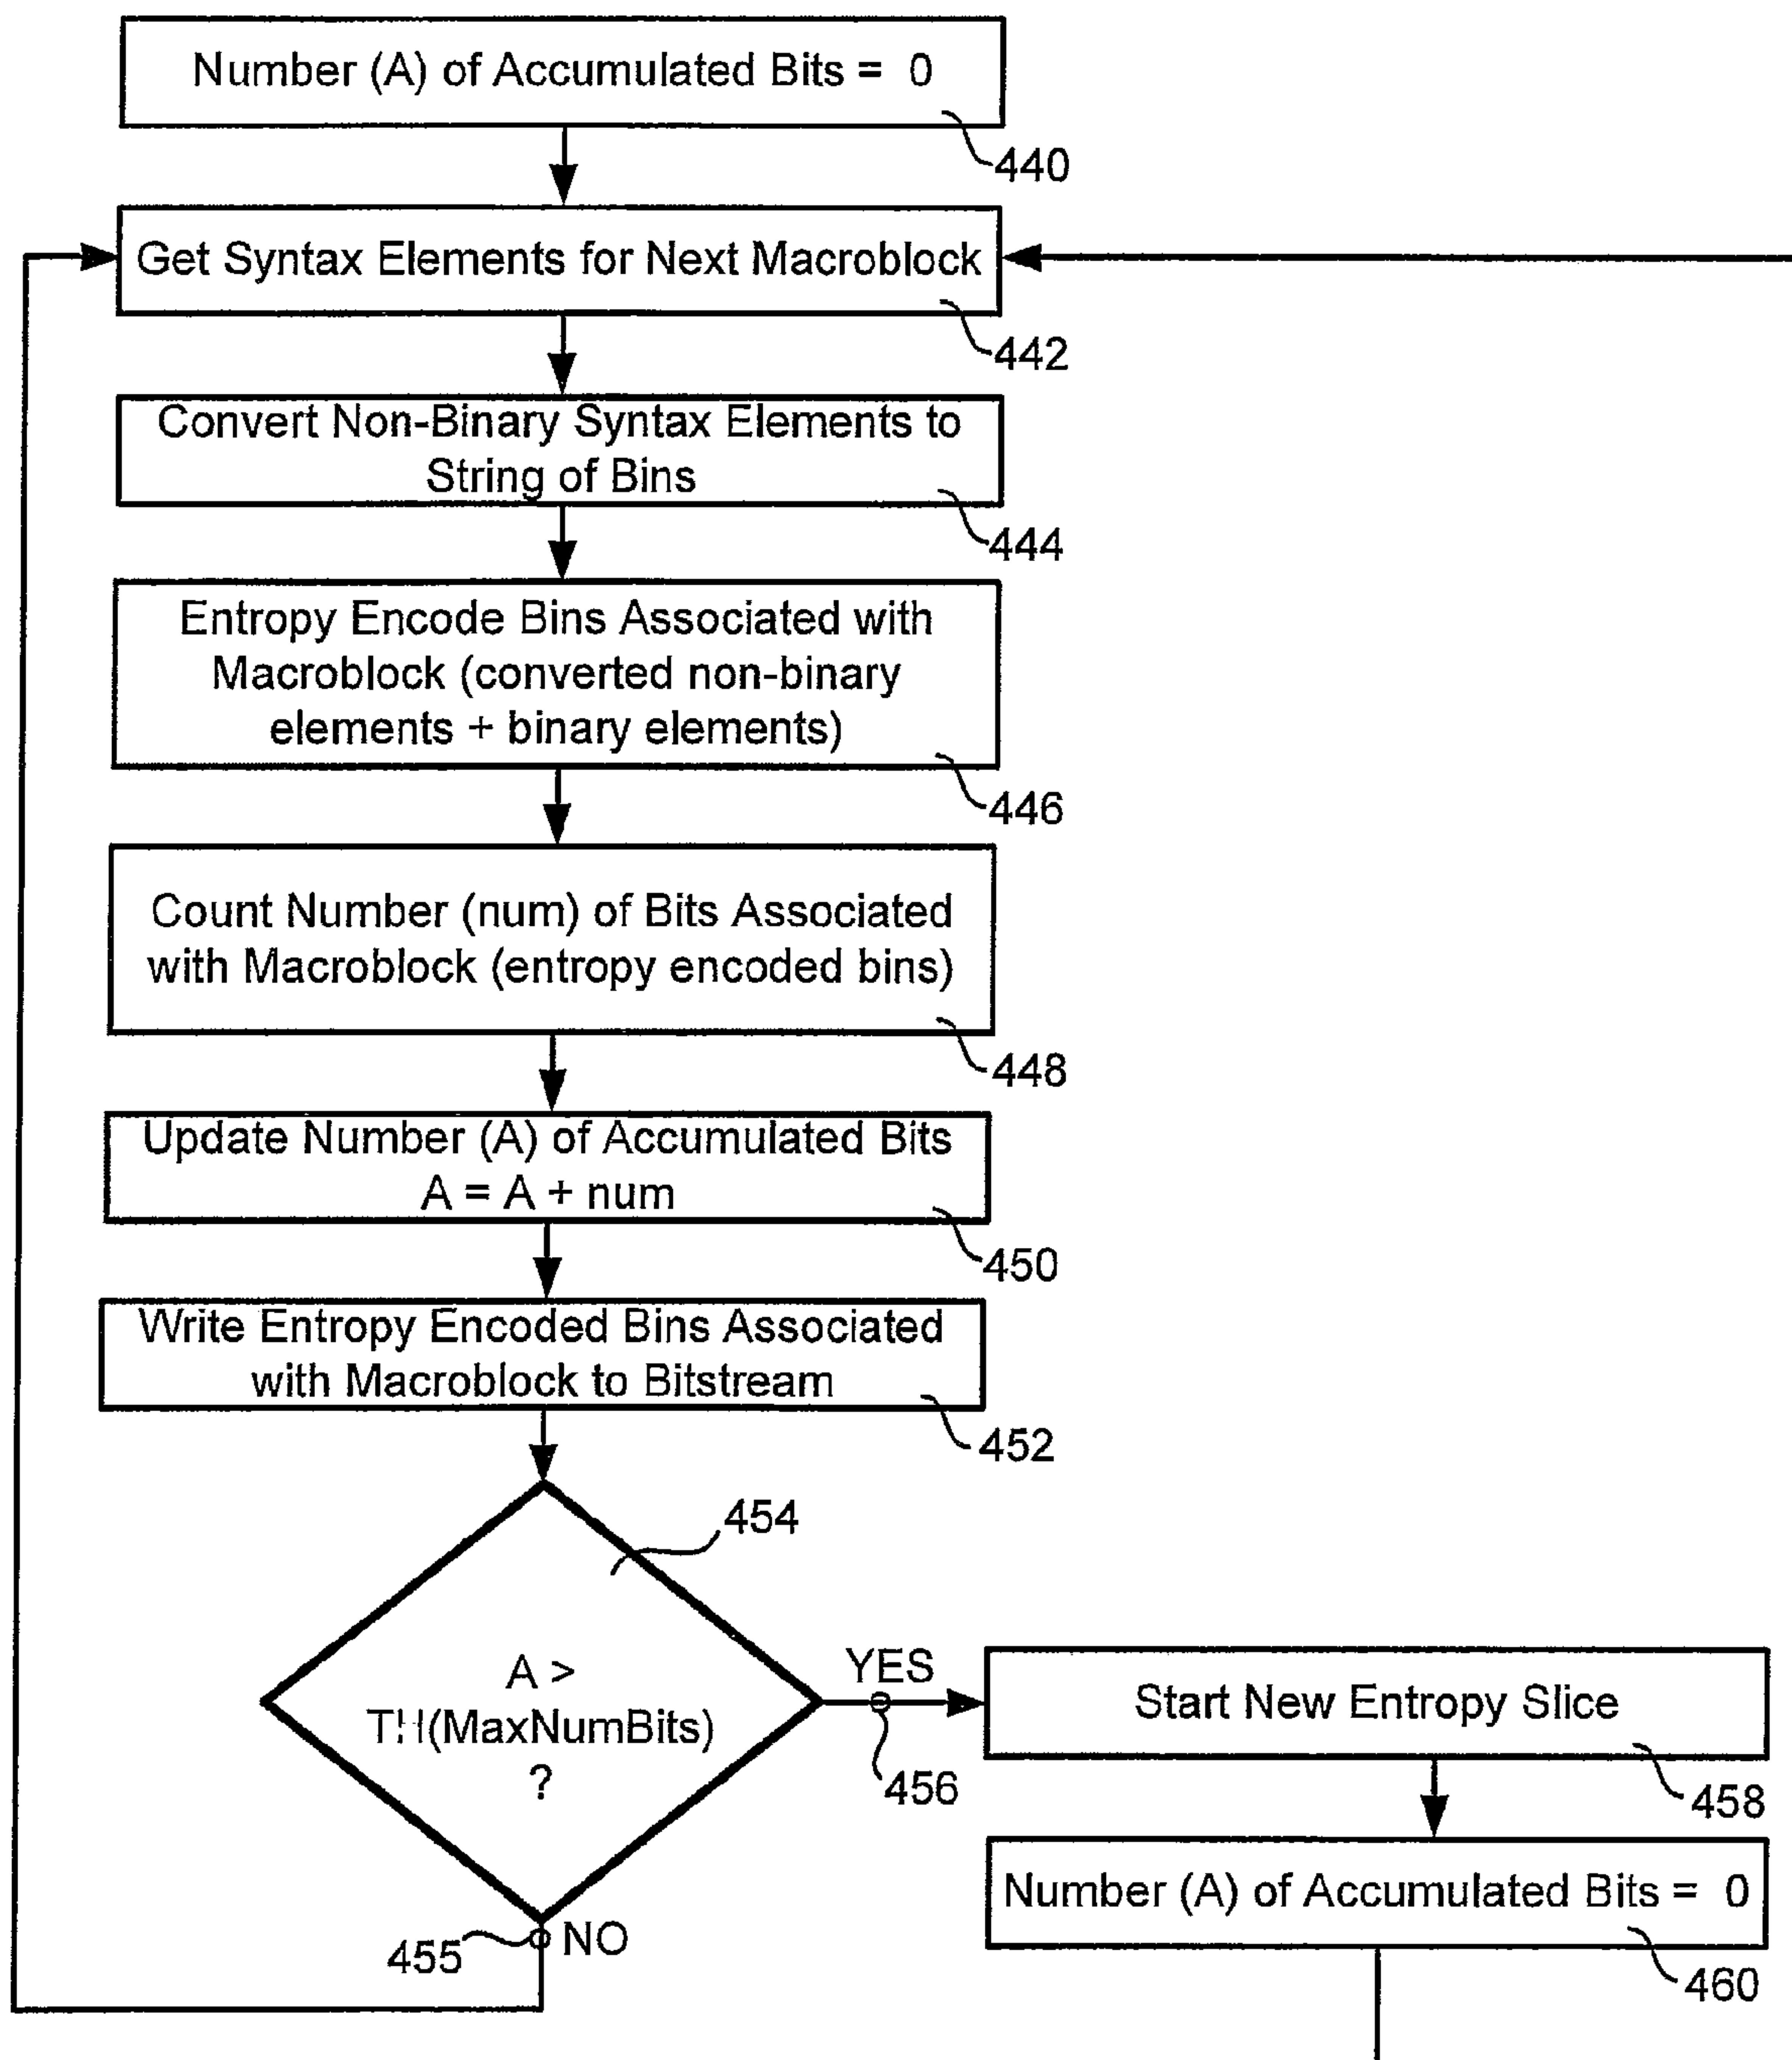 Number (A) of Accumulated Bits = 0
440
Get Syntax Elements for Next Macroblock
442
Convert Non-Binary Syntax Elements to
String of Bins
444
Entropy Encode Bins Associated with
Macroblock (converted non-binary
elements + binary elements)
446
Count Number (num) of Bits Associated
with Macroblock (entropy encoded bins)
448
Update Number (A) of Accumulated Bits
A = A + num
450
Write Entropy Encoded Bins Associated
with Macroblock to Bitstream
452
454
A >
TH(MaxNumBits)
?
YES
456
Start New Entropy Slice
458
Number (A) of Accumulated Bits = 0
460
455
NO